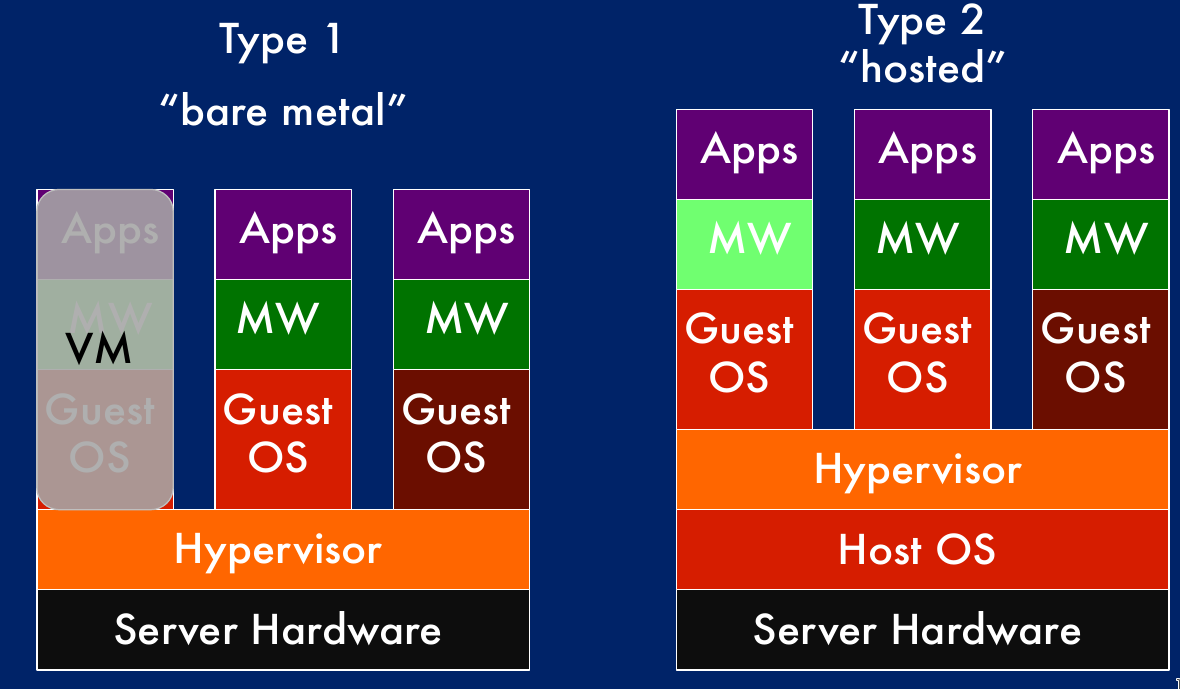 Type 1
“bare metal”
Apps
MW
VM
Guest
OS
Apps
MW
Guest
OS
Apps
MW
Guest
OS
Hypervisor
Server Hardware
Type 2
“hosted”
Apps
MW
Guest
OS
Apps
MW
Guest
OS
Apps
MW
Guest
OS
Hypervisor
Host OS
Server Hardware